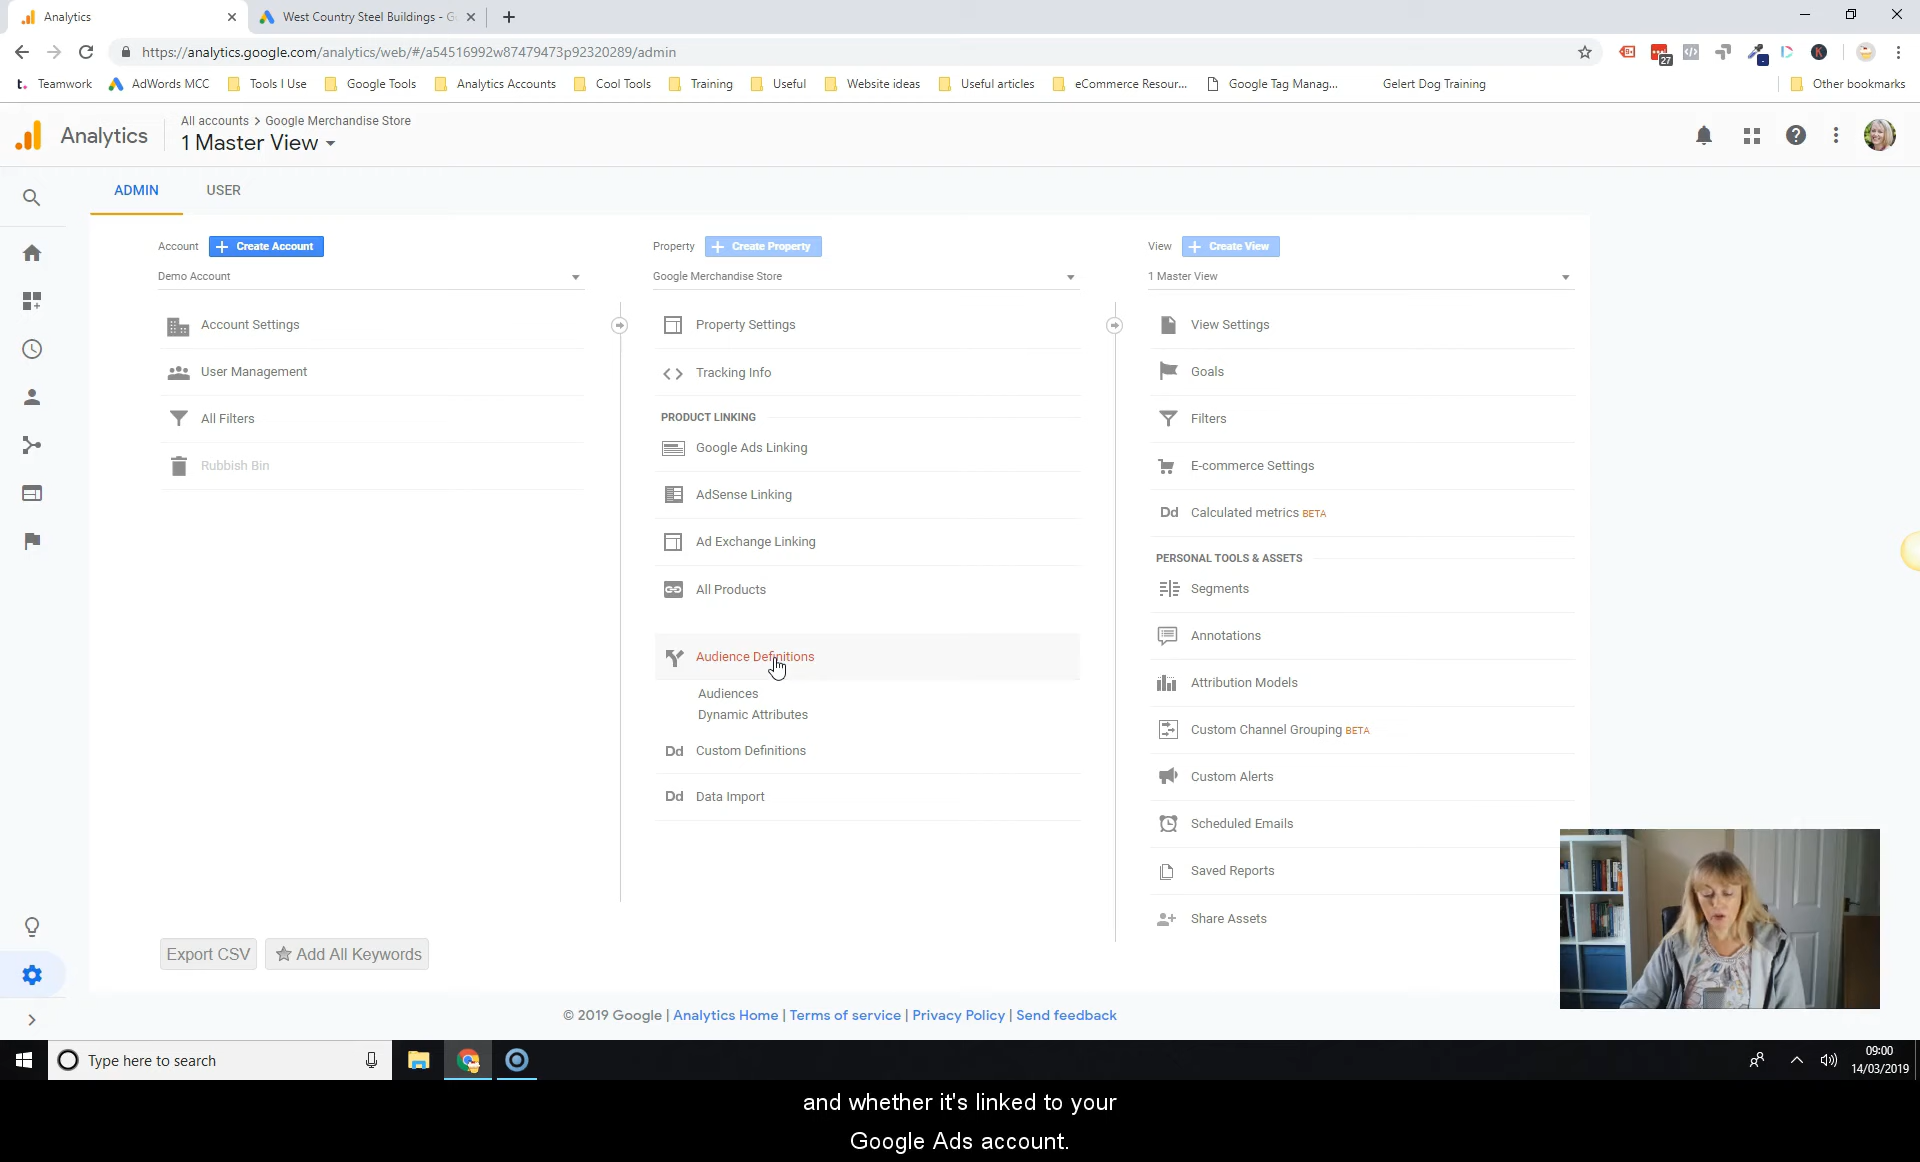 Analytics
West Country Steel Buildings - G
https://analytics.google.com/analytics/web/#/a54516992w87479473p92320289/admin
27
K
t. Teamwork
AdWords MCC
Tools I Use
Google Tools
Analytics Accounts
Cool Tools
Training
Useful
Website ideas
Useful articles
eCommerce Resour...
Google Tag Manag...
Gelert Dog Training
Other bookmarks
Analytics
All accounts > Google Merchandise Store
1 Master View
ADMIN
USER
Account
Create Account
Demo Account
Account Settings
User Management
All Filters
Rubbish Bin
Property
Create Property
Google Merchandise Store
Property Settings
Tracking Info
PRODUCT LINKING
Google Ads Linking
AdSense Linking
Ad Exchange Linking
All Products
Audience Definitions
Audiences
Dynamic Attributes
Dd Custom Definitions
Dd Data Import
View
Create View
1 Master View
View Settings
Goals
Filters
E-commerce Settings
Dd Calculated metrics BETA
PERSONAL TOOLS & ASSETS
Segments
Annotations
Attribution Models
Custom Channel Grouping BETA
Custom Alerts
Scheduled Emails
Saved Reports
Share Assets
Export CSV
Add All Keywords
© 2019 Google | Analytics Home | Terms of service | Privacy Policy | Send feedback
Type here to search
09:00
14/03/2019
and whether it's linked to your
Google Ads account.